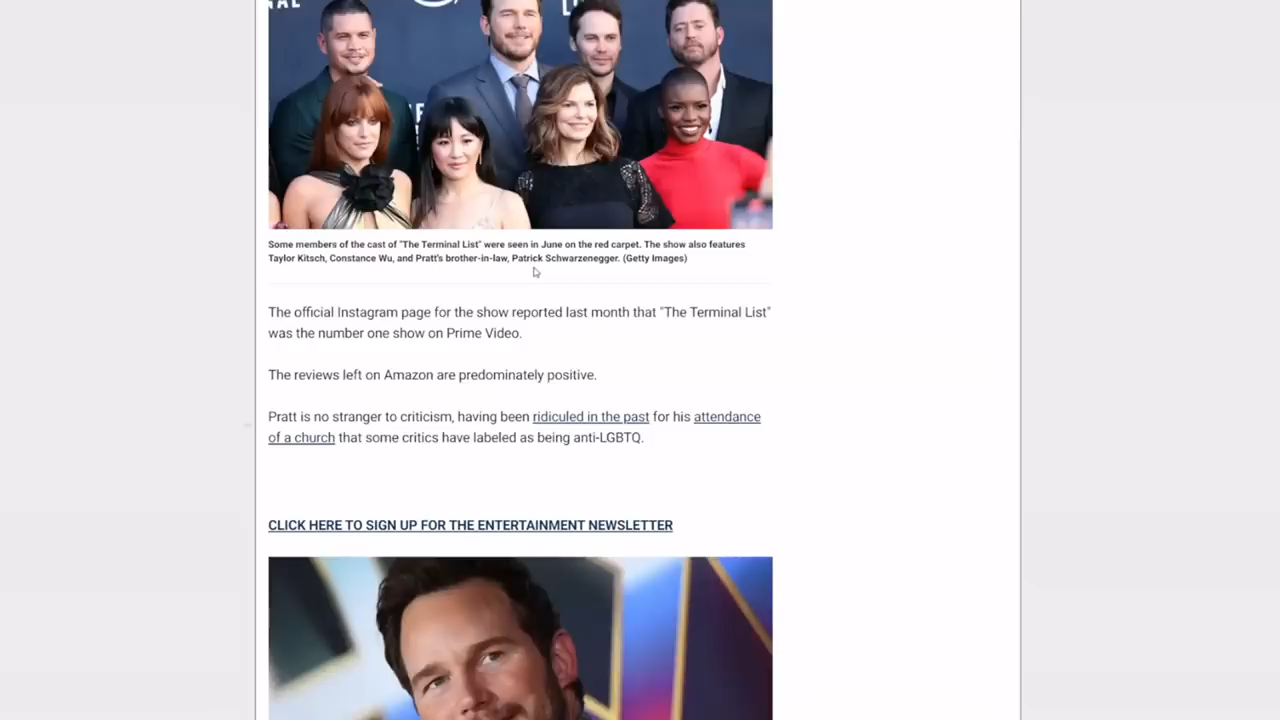 Some members of the cast of "The Terminal List" were seen in June on the red carpet. The show also features
Taylor Kitsch, Constance Wu, and Pratt's brother-in-law, Patrick Schwarzenegger. (Getty Images)
The official Instagram page for the show reported last month that "The Terminal List"
was the number one show on Prime Video.
The reviews left on Amazon are predominately positive.
Pratt is no stranger to criticism, having been ridiculed in the past for his attendance
of a church that some critics have labeled as being anti-LGBTQ.
CLICK HERE TO SIGN UP FOR THE ENTERTAINMENT NEWSLETTER